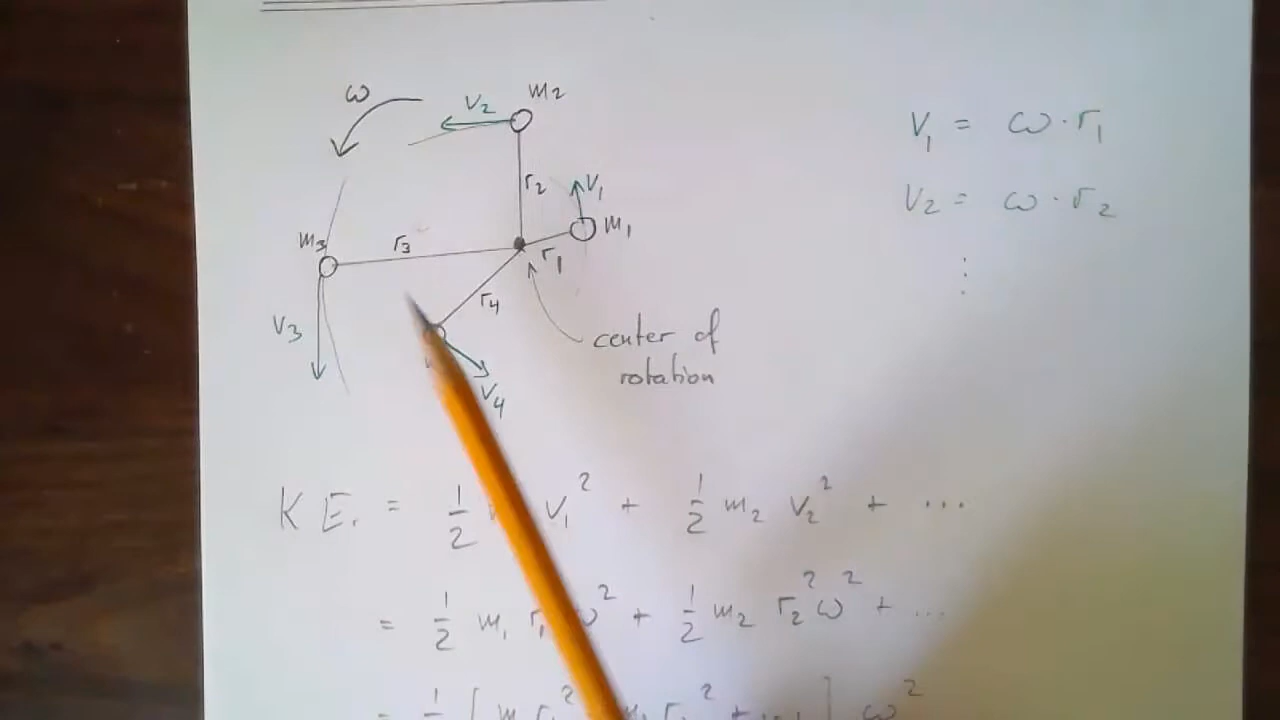 ω
v2
m2
v1 = ω · r1
r2
v1
v2 = ω · r2
m3
r3
m1
r1
⋮
r4
v3
center of
rotation
v4
K E. = 1/2 v1² + 1/2 m2 v2² + ...
= 1/2 m1 r1 ω² + 1/2 m2 r2² ω² + ...